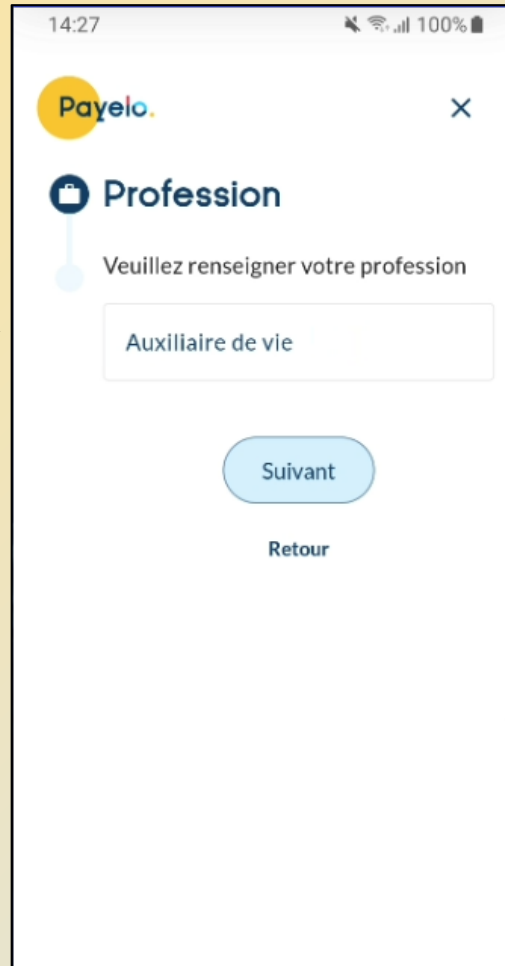 14:27 100%
Payelo.
Profession
Veuillez renseigner votre profession
Auxiliaire de vie
Suivant
Retour